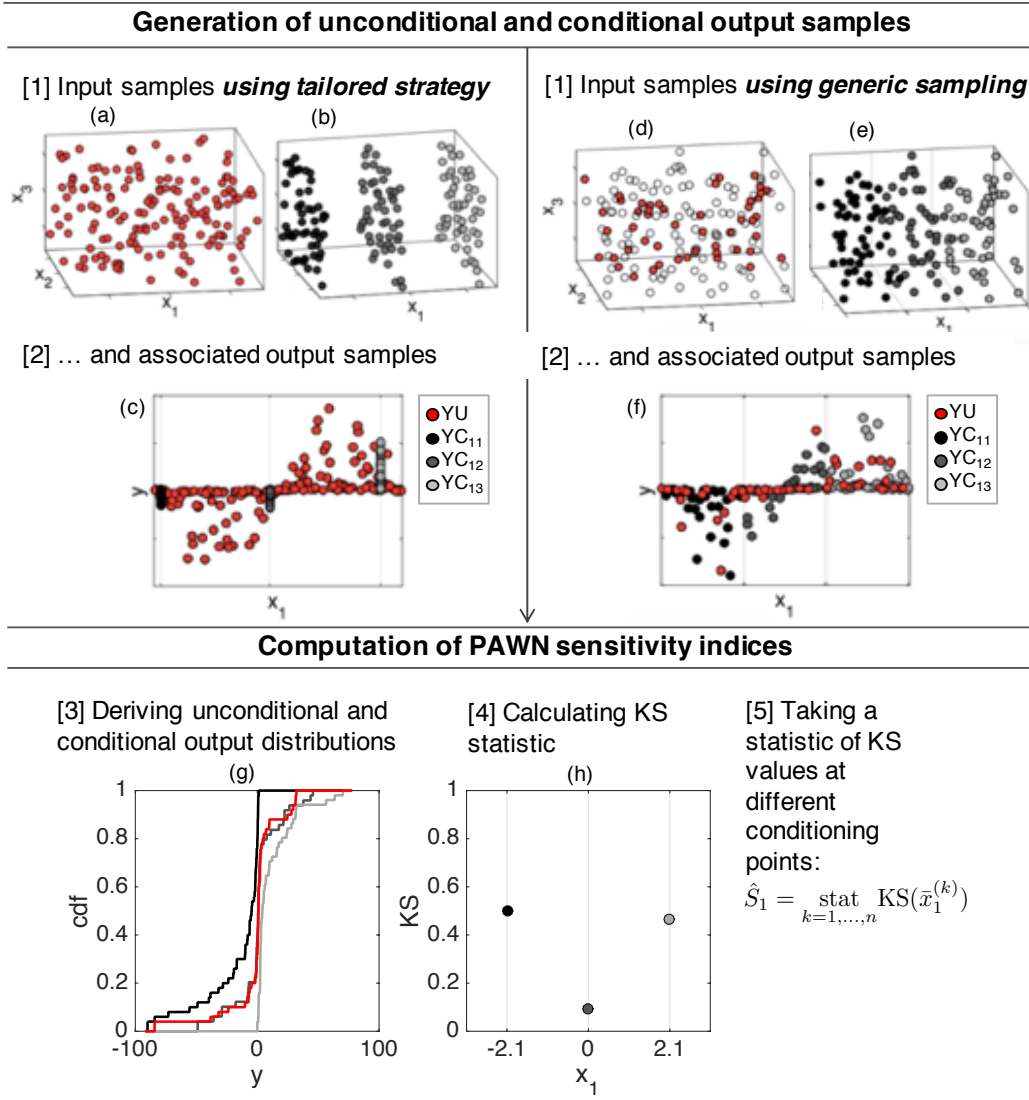 Generation of unconditional and conditional output samples
[1] Input samples using tailored strategy
(a)
(b)
x3
x2
x1
x1
[2] … and associated output samples
(c)
y
x1
YU
YC11
YC12
YC13
[1] Input samples using generic sampling
(d)
(e)
x3
x2
x1
x1
[2] … and associated output samples
(f)
y
x1
YU
YC11
YC12
YC13
Computation of PAWN sensitivity indices
[3] Deriving unconditional and
conditional output distributions
(g)
1
0.8
0.6
0.4
0.2
0
cdf
-100
0
100
y
[4] Calculating KS
statistic
(h)
1
0.8
0.6
0.4
0.2
0
KS
-2.1
0
2.1
x1
[5] Taking a
statistic of KS
values at
different
conditioning
points:
Ŝ1 = stat KS(x̄1^(k))
k=1,...,n